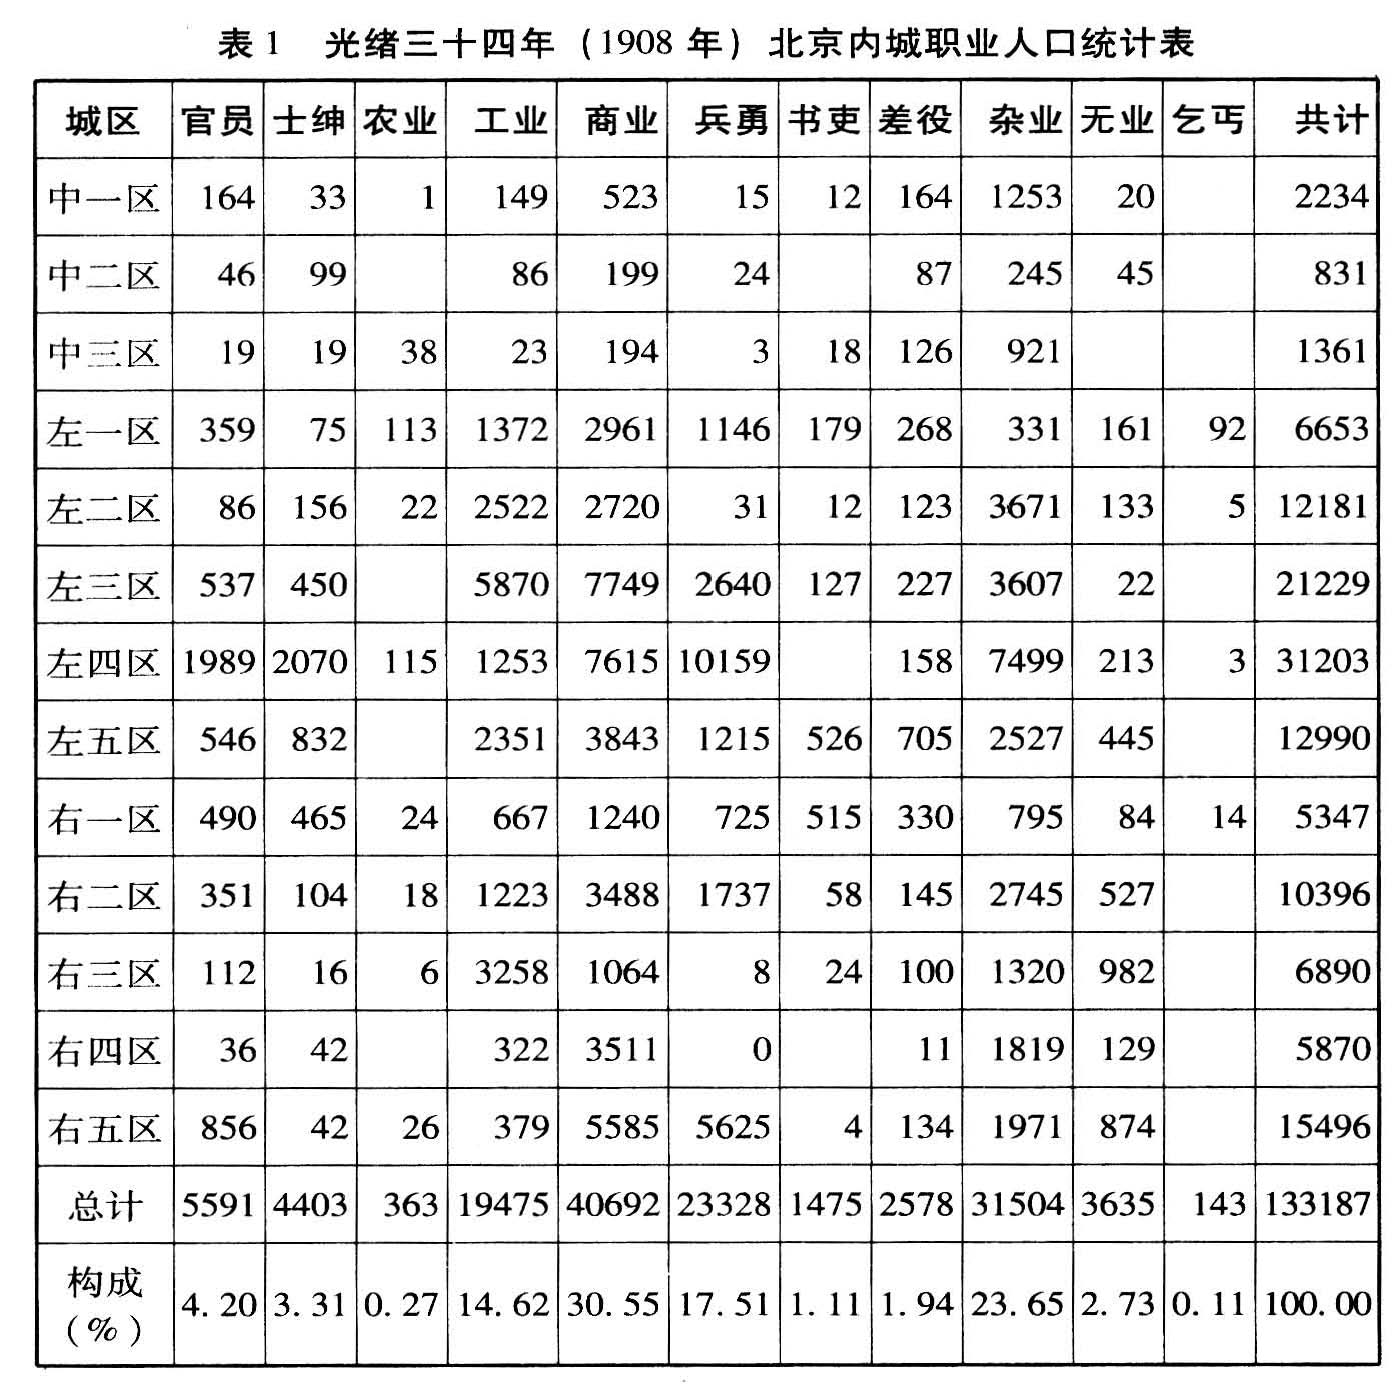 表1 光绪三十四年（1908年）北京内城职业人口统计表
城区 官员 士绅 农业 工业 商业 兵勇 书吏 差役 杂业 无业 乞丐 共计
中一区 164 33 1 149 523 15 12 164 1253 20 2234
中二区 46 99 86 199 24 87 245 45 831
中三区 19 19 38 23 194 3 18 126 921 1361
左一区 359 75 113 1372 2961 1146 179 268 331 161 92 6653
左二区 86 156 22 2522 2720 31 12 123 3671 133 5 12181
左三区 537 450 5870 7749 2640 127 227 3607 22 21229
左四区 1989 2070 115 1253 7615 10159 158 7499 213 3 31203
左五区 546 832 2351 3843 1215 526 705 2527 445 12990
右一区 490 465 24 667 1240 725 515 330 795 84 14 5347
右二区 351 104 18 1223 3488 1737 58 145 2745 527 10396
右三区 112 16 6 3258 1064 8 24 100 1320 982 6890
右四区 36 42 322 3511 0 11 1819 129 5870
右五区 856 42 26 379 5585 5625 4 134 1971 874 15496
总计 5591 4403 363 19475 40692 23328 1475 2578 31504 3635 143 133187
构成
（%） 4.20 3.31 0.27 14.62 30.55 17.51 1.11 1.94 23.65 2.73 0.11 100.00